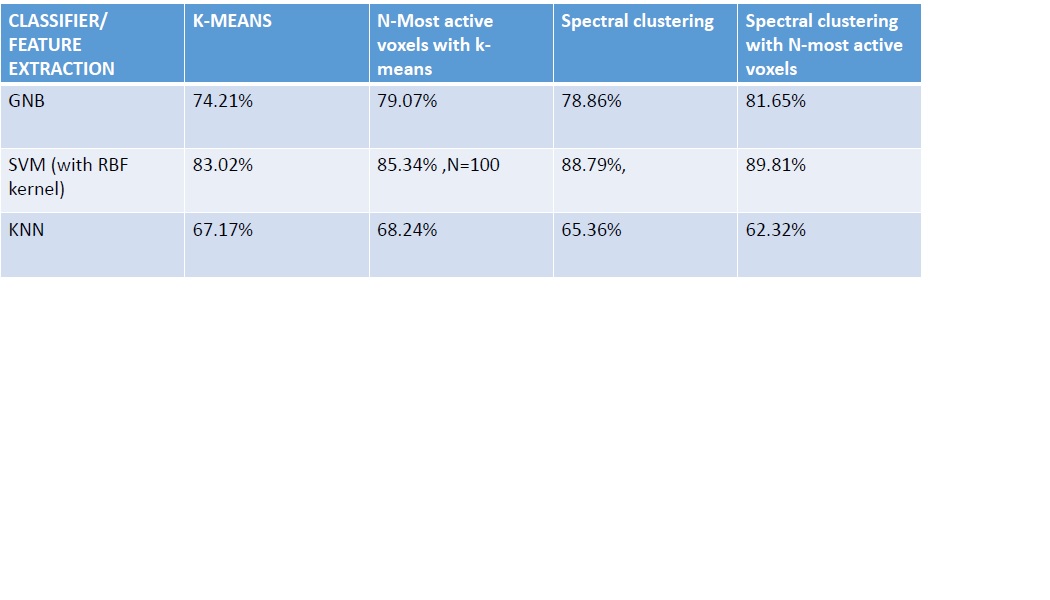 CLASSIFIER/
FEATURE
EXTRACTION
K-MEANS
N-Most active
voxels with k-
means
Spectral clustering
Spectral clustering
with N-most active
voxels
GNB
74.21%
79.07%
78.86%
81.65%
SVM (with RBF
kernel)
83.02%
85.34% ,N=100
88.79%,
89.81%
KNN
67.17%
68.24%
65.36%
62.32%